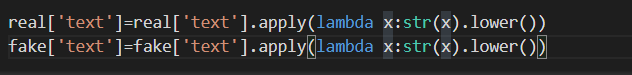 real['text']=real['text'].apply(lambda x:str(x).lower())
fake['text']=fake['text'].apply(lambda x:str(x).lower())